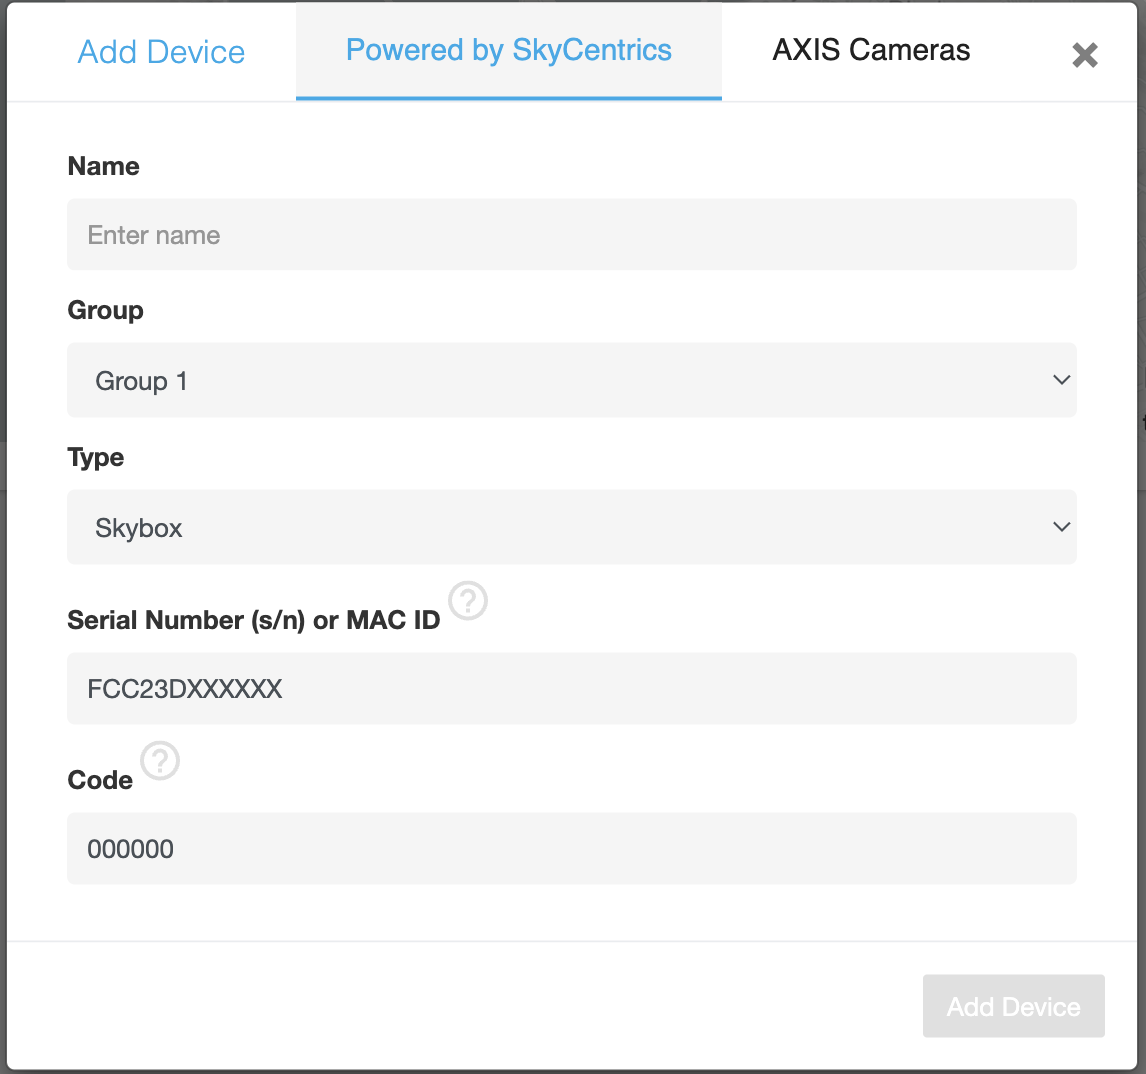 Add Device
Powered by SkyCentrics
AXIS Cameras
Name
Enter name
Group
Group 1
Type
Skybox
Serial Number (s/n) or MAC ID ?
FCC23DXXXXXX
Code ?
000000
Add Device